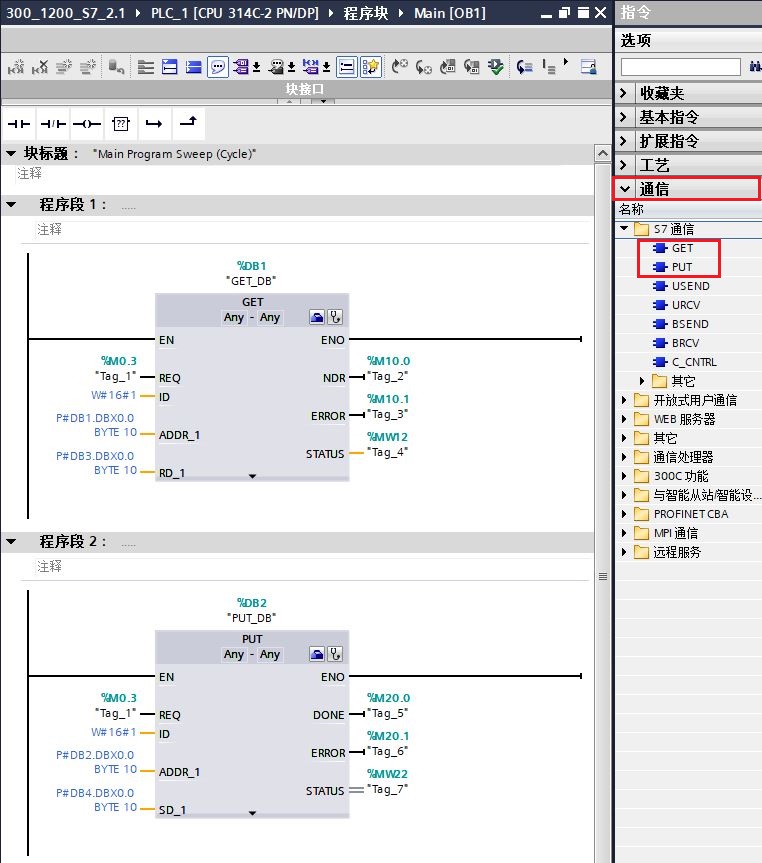 300_1200_S7_2.1 PLC_1 [CPU 314C-2 PN/DP] 程序块 Main [OB1]
块接口
??
块标题： "Main Program Sweep (Cycle)"
注释
程序段 1： .....
注释
%DB1
"GET_DB"
GET
Any - Any
EN
ENO
%M0.3
"Tag_1"
REQ
W#16#1
ID
P#DB1.DBX0.0
BYTE 10
ADDR_1
P#DB3.DBX0.0
BYTE 10
RD_1
%M10.0
NDR
"Tag_2"
%M10.1
ERROR
"Tag_3"
%MW12
STATUS
"Tag_4"
程序段 2： .....
注释
%DB2
"PUT_DB"
PUT
Any - Any
EN
ENO
%M0.3
"Tag_1"
REQ
W#16#1
ID
P#DB2.DBX0.0
BYTE 10
ADDR_1
P#DB4.DBX0.0
BYTE 10
SD_1
%M20.0
DONE
"Tag_5"
%M20.1
ERROR
"Tag_6"
%MW22
STATUS
"Tag_7"
指令
选项
收藏夹
基本指令
扩展指令
工艺
通信
名称
S7 通信
GET
PUT
USEND
URCV
BSEND
BRCV
C_CNTRL
其它
开放式用户通信
WEB 服务器
其它
通信处理器
300C 功能
与智能从站/智能设...
PROFINET CBA
MPI 通信
远程服务